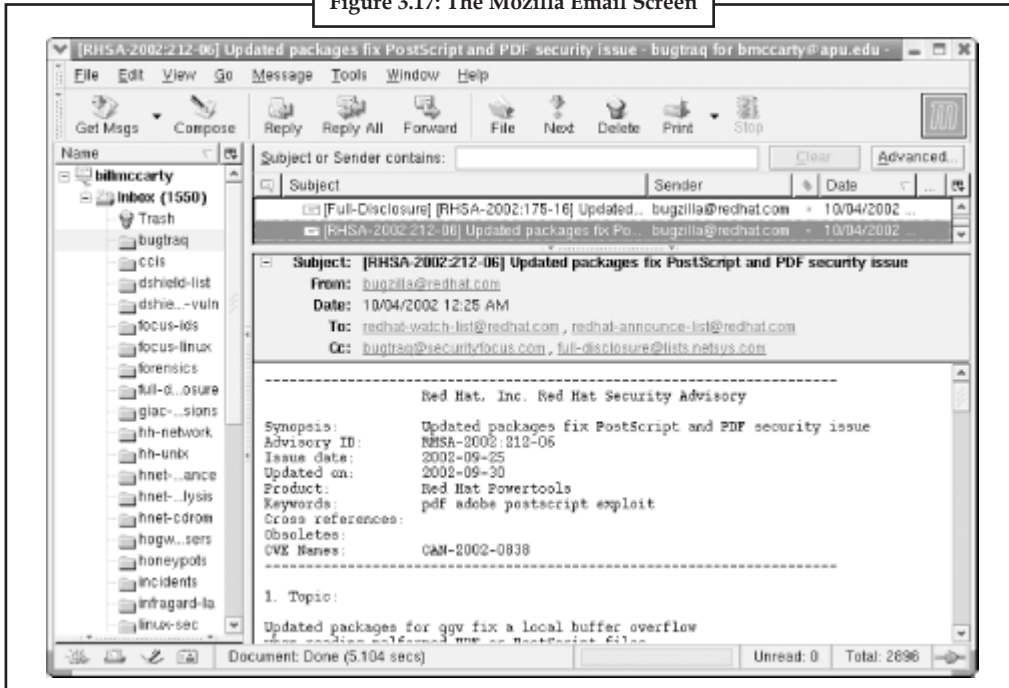 Figure 3.17: The Mozilla Email Screen
[RHSA-2002:212-06] Updated packages fix PostScript and PDF security issue - bugtraq for bmccarty@apu.edu -
File Edit View Go Message Tools Window Help
Get Msgs Compose Reply Reply All Forward File Next Delete Print Stop
Name
Subject or Sender contains: Clear Advanced...
billmccarty
Inbox (1550)
Trash
bugtraq
ccis
dshield-list
dshie...-vuln
focus-ids
focus-linux
forensics
full-d...osure
giac-...sions
hh-network
hh-unix
hnet-...ance
hnet-...lysis
hnet-cdrom
hogw...sers
honeypots
incidents
infragard-la
linux-sec
Subject Sender Date ...
[Full-Disclosure] [RHSA-2002:175-16] Updated... bugzilla@redhat.com 10/04/2002 ...
[RHSA-2002:212-06] Updated packages fix Po... bugzilla@redhat.com 10/04/2002 ...
Subject: [RHSA-2002:212-06] Updated packages fix PostScript and PDF security issue
From: bugzilla@redhat.com
Date: 10/04/2002 12:25 AM
To: redhat-watch-list@redhat.com , redhat-announce-list@redhat.com
Cc: bugtraq@securityfocus.com , full-disclosure@lists.netsys.com
---------------------------------------------------------------------
Red Hat, Inc. Red Hat Security Advisory
Synopsis: Updated packages fix PostScript and PDF security issue
Advisory ID: RHSA-2002:212-06
Issue date: 2002-09-25
Updated on: 2002-09-30
Product: Red Hat Powertools
Keywords: pdf adobe postscript exploit
Cross references:
Obsoletes:
CVE Names: CAN-2002-0838
---------------------------------------------------------------------
1. Topic:
Updated packages for ggv fix a local buffer overflow
when reading malformed PDF or PostScript files
Document: Done (5.104 secs) Unread: 0 Total: 2896